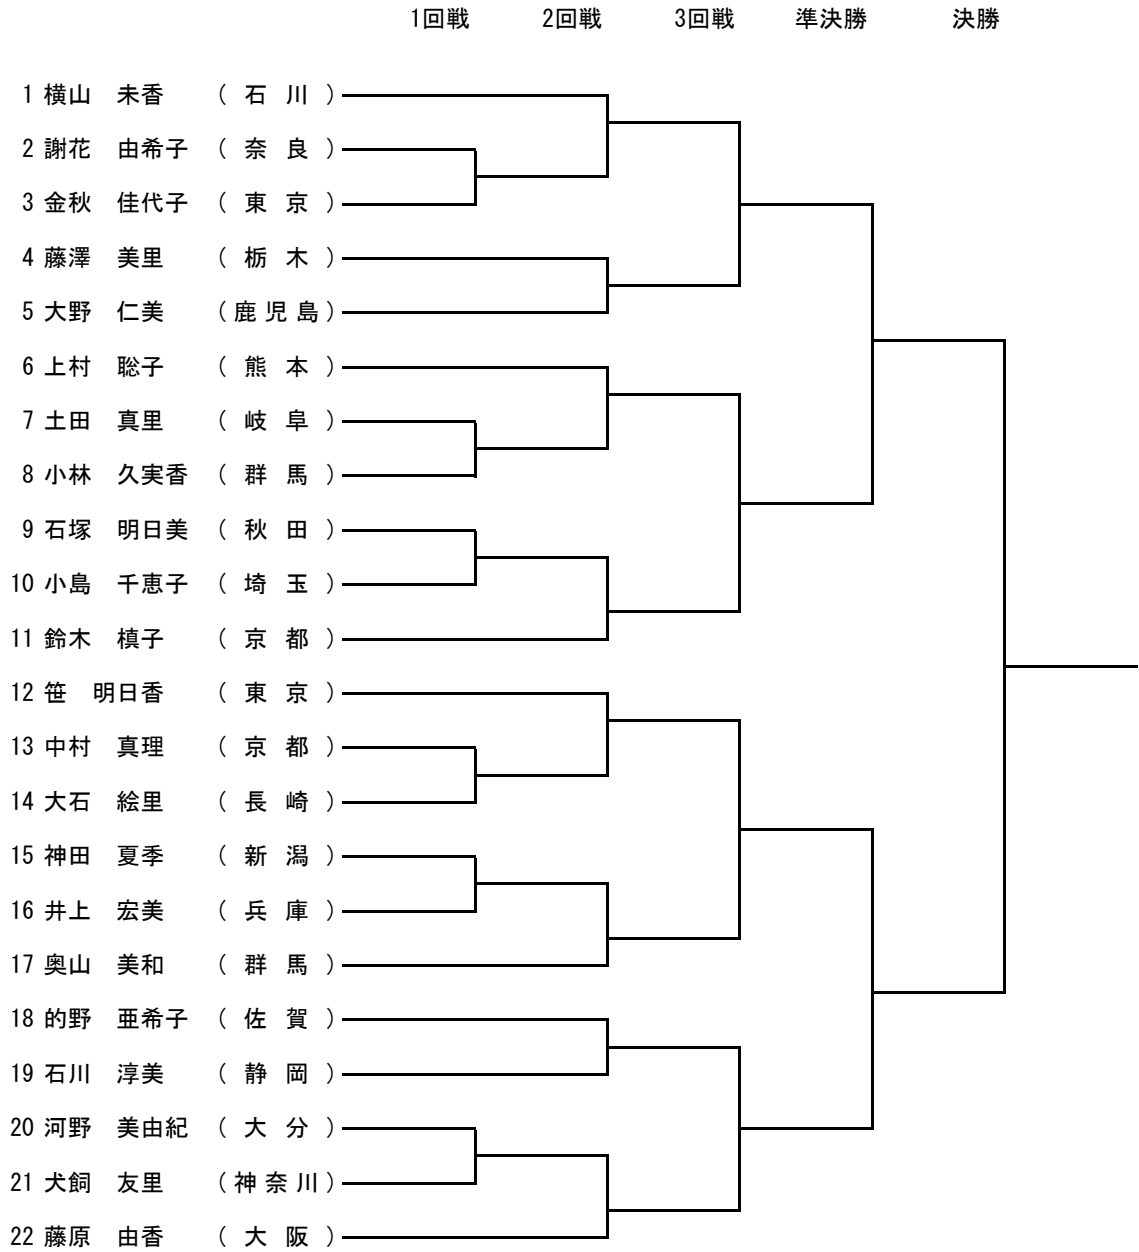 1回戦 2回戦 3回戦 準決勝 決勝
1 横山 未香 ( 石 川 )
2 謝花 由希子 ( 奈 良 )
3 金秋 佳代子 ( 東 京 )
4 藤澤 美里 ( 栃 木 )
5 大野 仁美 ( 鹿 児 島 )
6 上村 聡子 ( 熊 本 )
7 土田 真里 ( 岐 阜 )
8 小林 久実香 ( 群 馬 )
9 石塚 明日美 ( 秋 田 )
10 小島 千恵子 ( 埼 玉 )
11 鈴木 槙子 ( 京 都 )
12 笹 明日香 ( 東 京 )
13 中村 真理 ( 京 都 )
14 大石 絵里 ( 長 崎 )
15 神田 夏季 ( 新 潟 )
16 井上 宏美 ( 兵 庫 )
17 奥山 美和 ( 群 馬 )
18 的野 亜希子 ( 佐 賀 )
19 石川 淳美 ( 静 岡 )
20 河野 美由紀 ( 大 分 )
21 犬飼 友里 ( 神 奈 川 )
22 藤原 由香 ( 大 阪 )